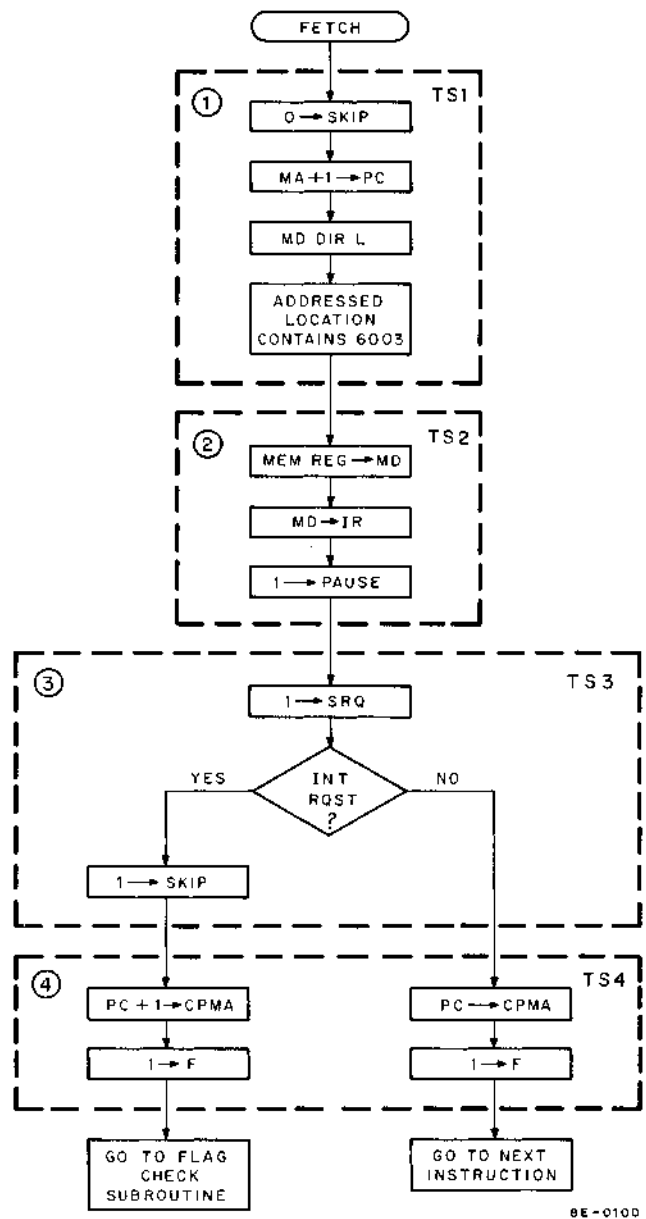 FETCH
① TS1
0→SKIP
MA+1→PC
MD DIR L
ADDRESSED
LOCATION
CONTAINS 6003
② TS2
MEM REG→MD
MD→IR
1→PAUSE
③ TS3
1→SRQ
YES INT NO
RQST
?
1→SKIP
④ TS4
PC+1→CPMA PC→CPMA
1→F 1→F
GO TO FLAG
CHECK
SUBROUTINE
GO TO NEXT
INSTRUCTION
8E-0100